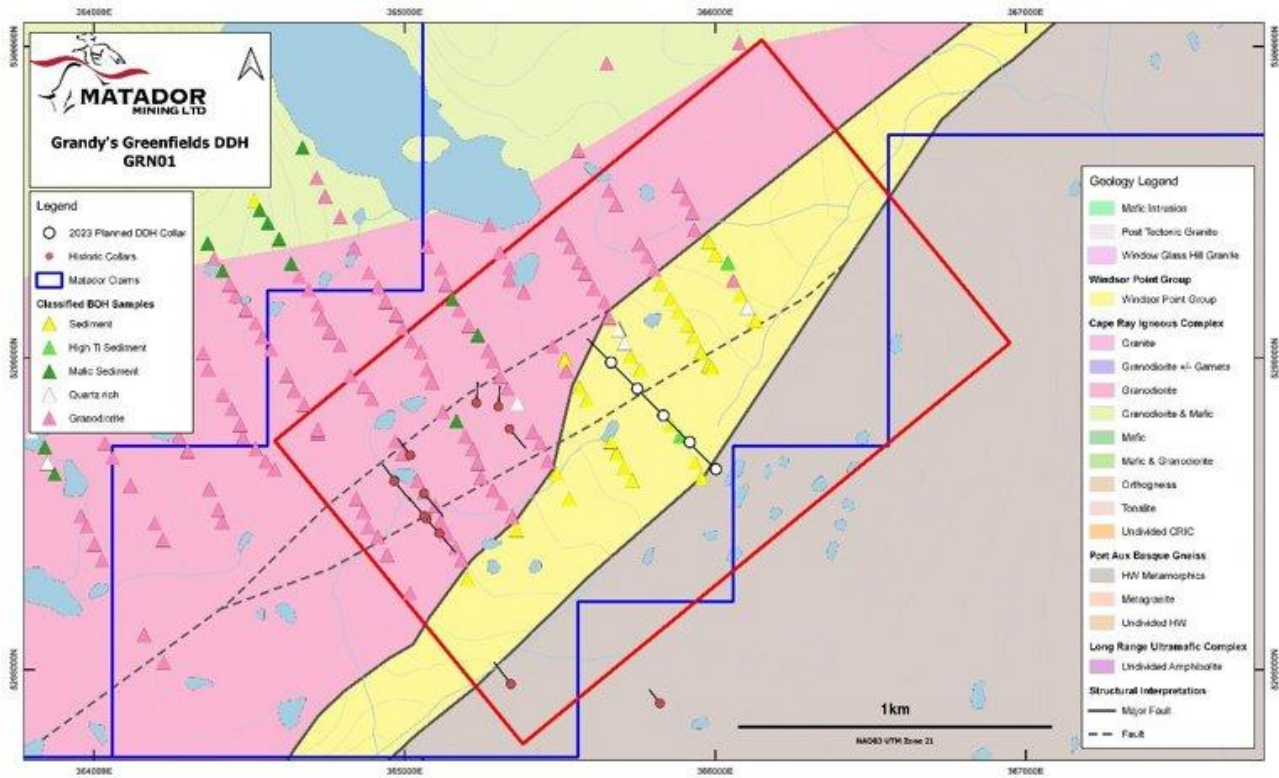 364000E 365000E 366000E 367000E
MATADOR
MINING LTD
Grandy's Greenfields DDH
GRN01
Legend
2023 Planned DDH Collar
Historic Collars
Matador Claims
Classified BOH Samples
Sediment
High Ti Sediment
Mafic Sediment
Quartz rich
Granodiorite
Geology Legend
Mafic Intrusion
Post Tectonic Granite
Window Glass Hill Granite
Windsor Point Group
Windsor Point Group
Cape Ray Igneous Complex
Granite
Granodiorite +/- Garnets
Granodiorite
Granodiorite & Mafic
Mafic
Mafic & Granodiorite
Orthogneiss
Tonalite
Undivided CRIC
Port Aux Basque Gneiss
HW Metamorphics
Metagranite
Undivided HW
Long Range Ultramafic Complex
Undivided Amphibolite
Structural Interpretation
Major Fault
Fault
1km
NAD83 UTM Zone 21
364000E 365000E 366000E 367000E